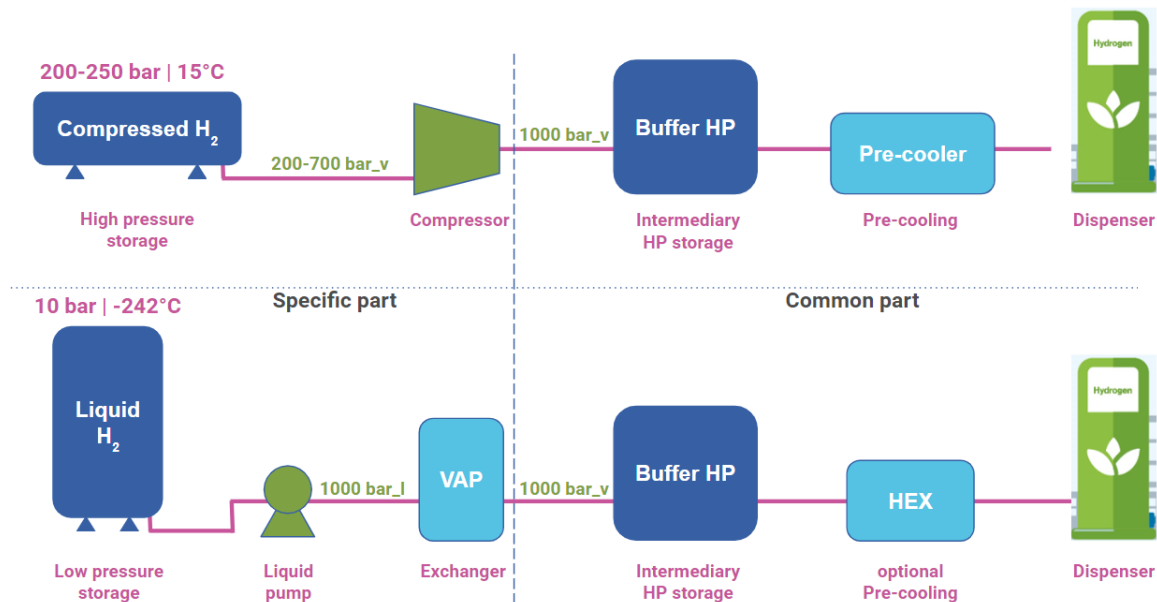 200-250 bar | 15°C
Compressed H₂
200-700 bar_v
1000 bar_v
Buffer HP
Pre-cooler
Hydrogen
High pressure
storage
Compressor
Intermediary
HP storage
Pre-cooling
Dispenser
Specific part
Common part
10 bar | -242°C
Liquid
H₂
1000 bar_l
VAP
1000 bar_v
Buffer HP
HEX
Hydrogen
Low pressure
storage
Liquid
pump
Exchanger
Intermediary
HP storage
optional
Pre-cooling
Dispenser